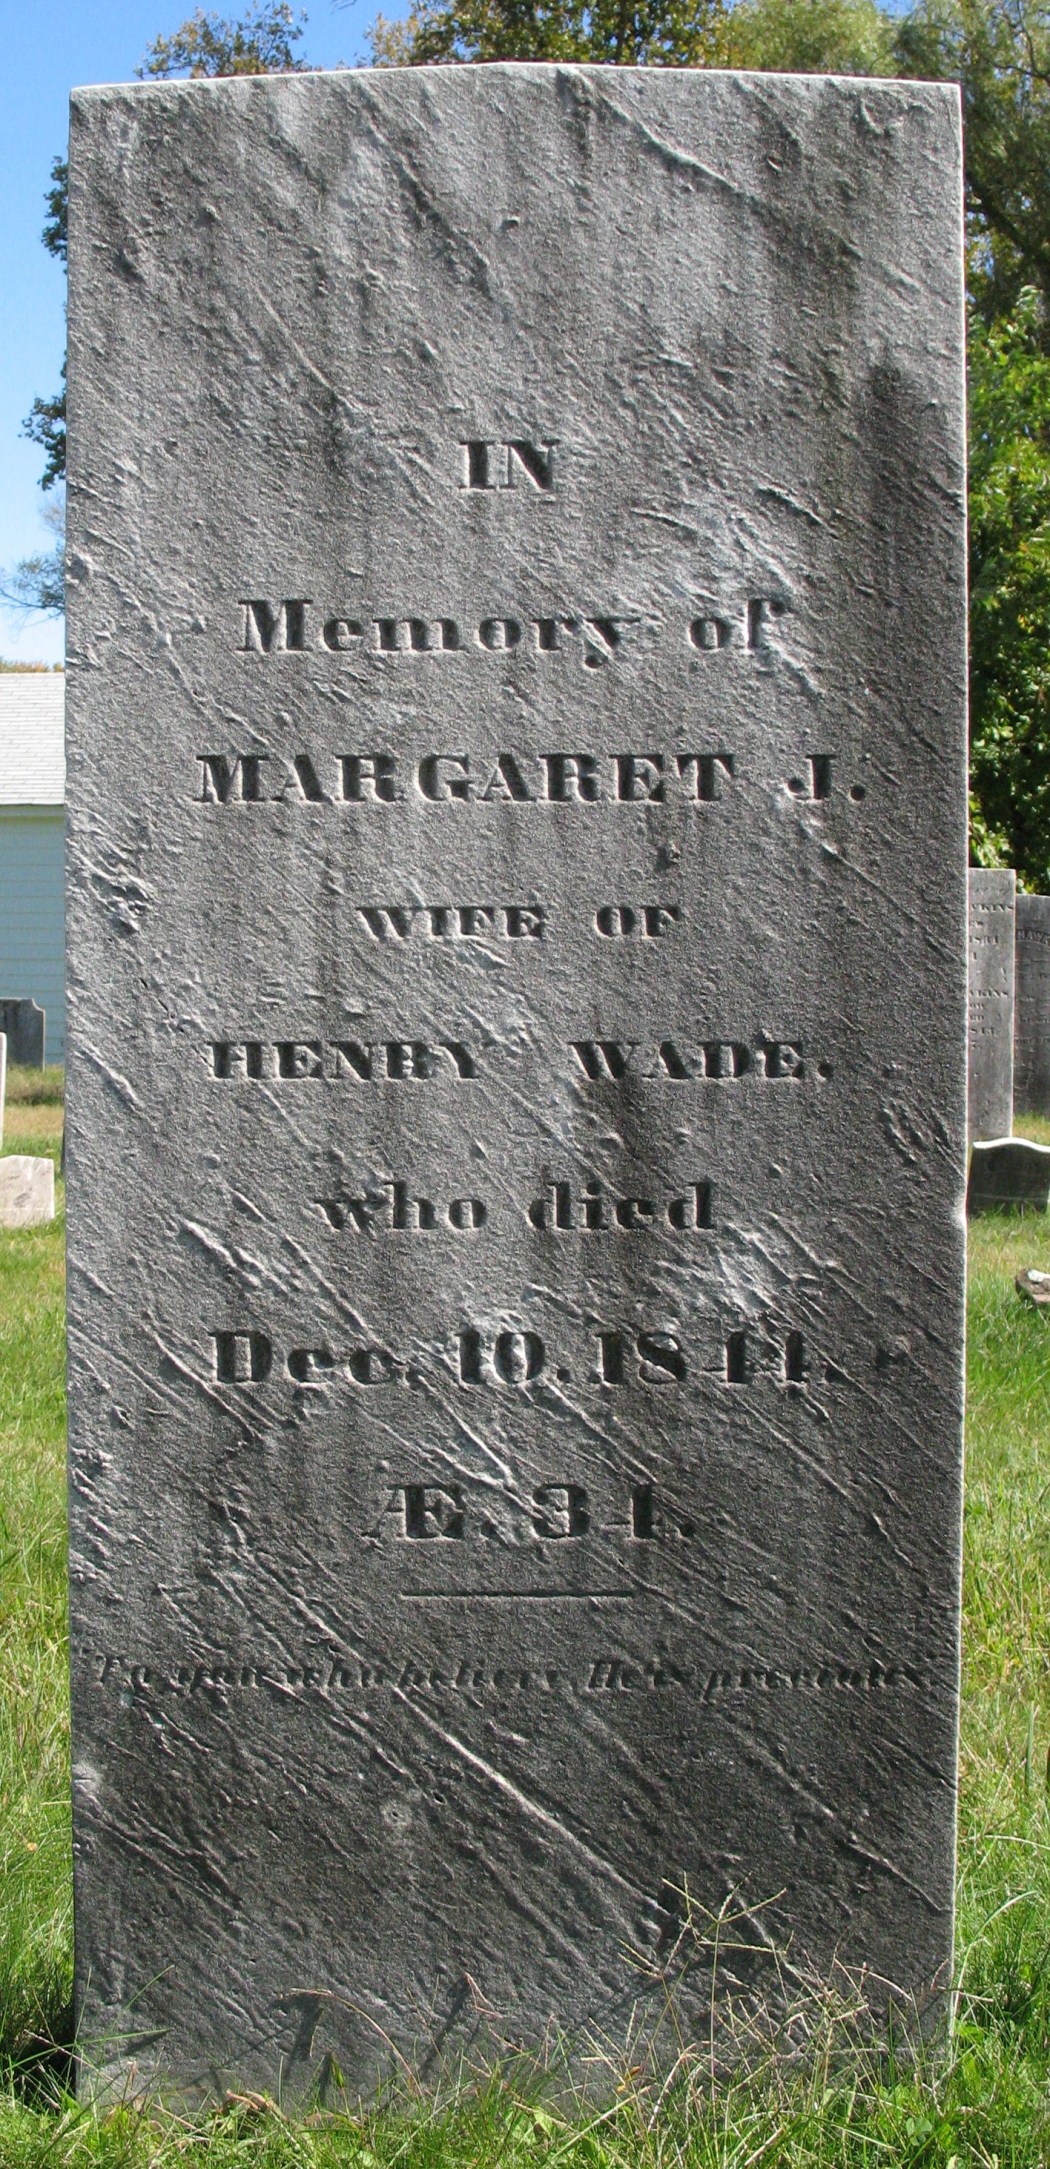 IN
Memory of
MARGARET J.
WIFE OF
HENRY WADE.
who died
Dec. 10. 1844.
Æ. 34.
To you who believe He is precious.